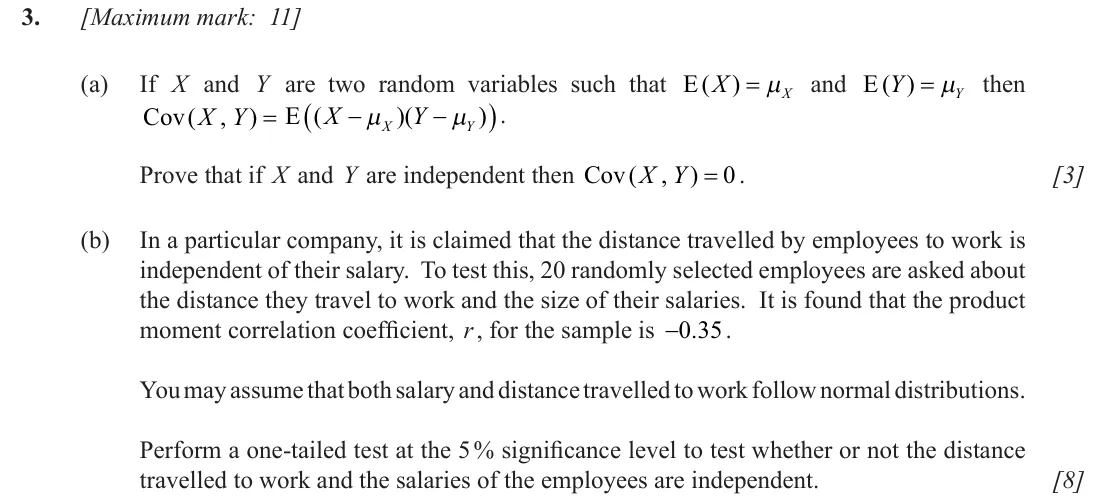 3. [Maximum mark: 11]
(a) If X and Y are two random variables such that E(X) = μ_X and E(Y) = μ_Y then
Cov(X, Y) = E((X − μ_X)(Y − μ_Y)).
Prove that if X and Y are independent then Cov(X, Y) = 0. [3]
(b) In a particular company, it is claimed that the distance travelled by employees to work is
independent of their salary. To test this, 20 randomly selected employees are asked about
the distance they travel to work and the size of their salaries. It is found that the product
moment correlation coefficient, r, for the sample is −0.35.
You may assume that both salary and distance travelled to work follow normal distributions.
Perform a one-tailed test at the 5% significance level to test whether or not the distance
travelled to work and the salaries of the employees are independent. [8]